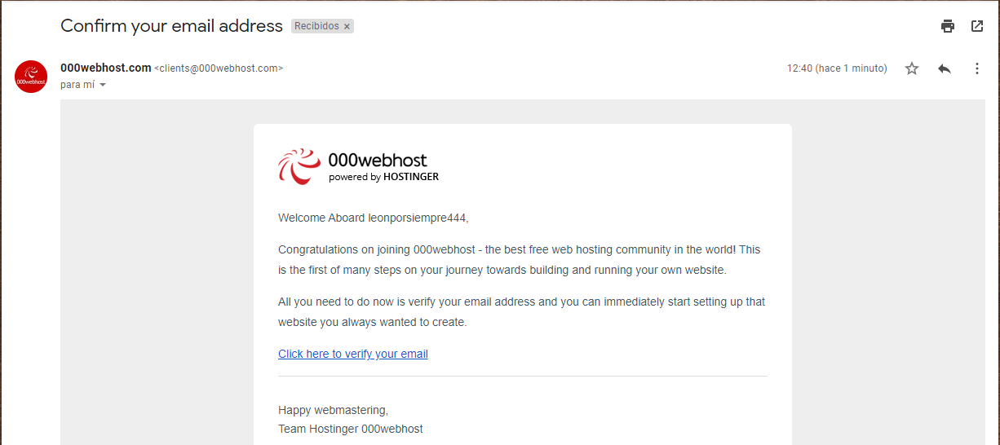 Confirm your email address Recibidos ×
000webhost.com <clients@000webhost.com> 12:40 (hace 1 minuto)
000webhost
para mí
000webhost
powered by HOSTINGER
Welcome Aboard leonporsiempre444,
Congratulations on joining 000webhost - the best free web hosting community in the world! This
is the first of many steps on your journey towards building and running your own website.
All you need to do now is verify your email address and you can immediately start setting up that
website you always wanted to create.
Click here to verify your email
Happy webmastering,
Team Hostinger 000webhost